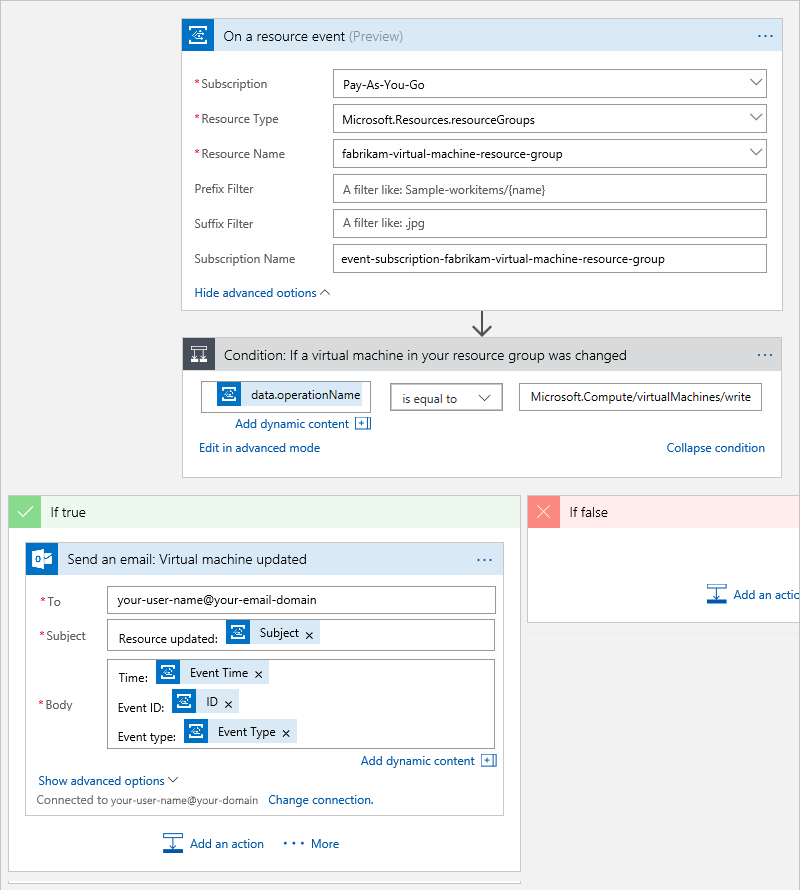 On a resource event (Preview)
*Subscription Pay-As-You-Go
*Resource Type Microsoft.Resources.resourceGroups
*Resource Name fabrikam-virtual-machine-resource-group
Prefix Filter A filter like: Sample-workitems/{name}
Suffix Filter A filter like: .jpg
Subscription Name event-subscription-fabrikam-virtual-machine-resource-group
Hide advanced options
Condition: If a virtual machine in your resource group was changed
data.operationName is equal to Microsoft.Compute/virtualMachines/write
Add dynamic content
Edit in advanced mode Collapse condition
If true
Send an email: Virtual machine updated
*To your-user-name@your-email-domain
*Subject Resource updated: Subject ×
*Body
Time: Event Time ×
Event ID: ID ×
Event type: Event Type ×
Add dynamic content
Show advanced options
Connected to your-user-name@your-domain Change connection.
Add an action ··· More
If false
Add an actio